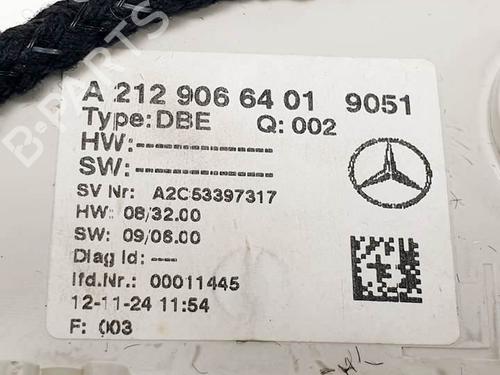 A 212 906 64 01 9051
Type: DBE Q: 002
HW:--------------
SW:--------------
SV Nr: A2C53397317
HW: 08/32.00
SW: 09/06.00
Diag Id: ---
lfd.Nr.: 00011445
12-11-24 11:54
F: 003
B-PARTS